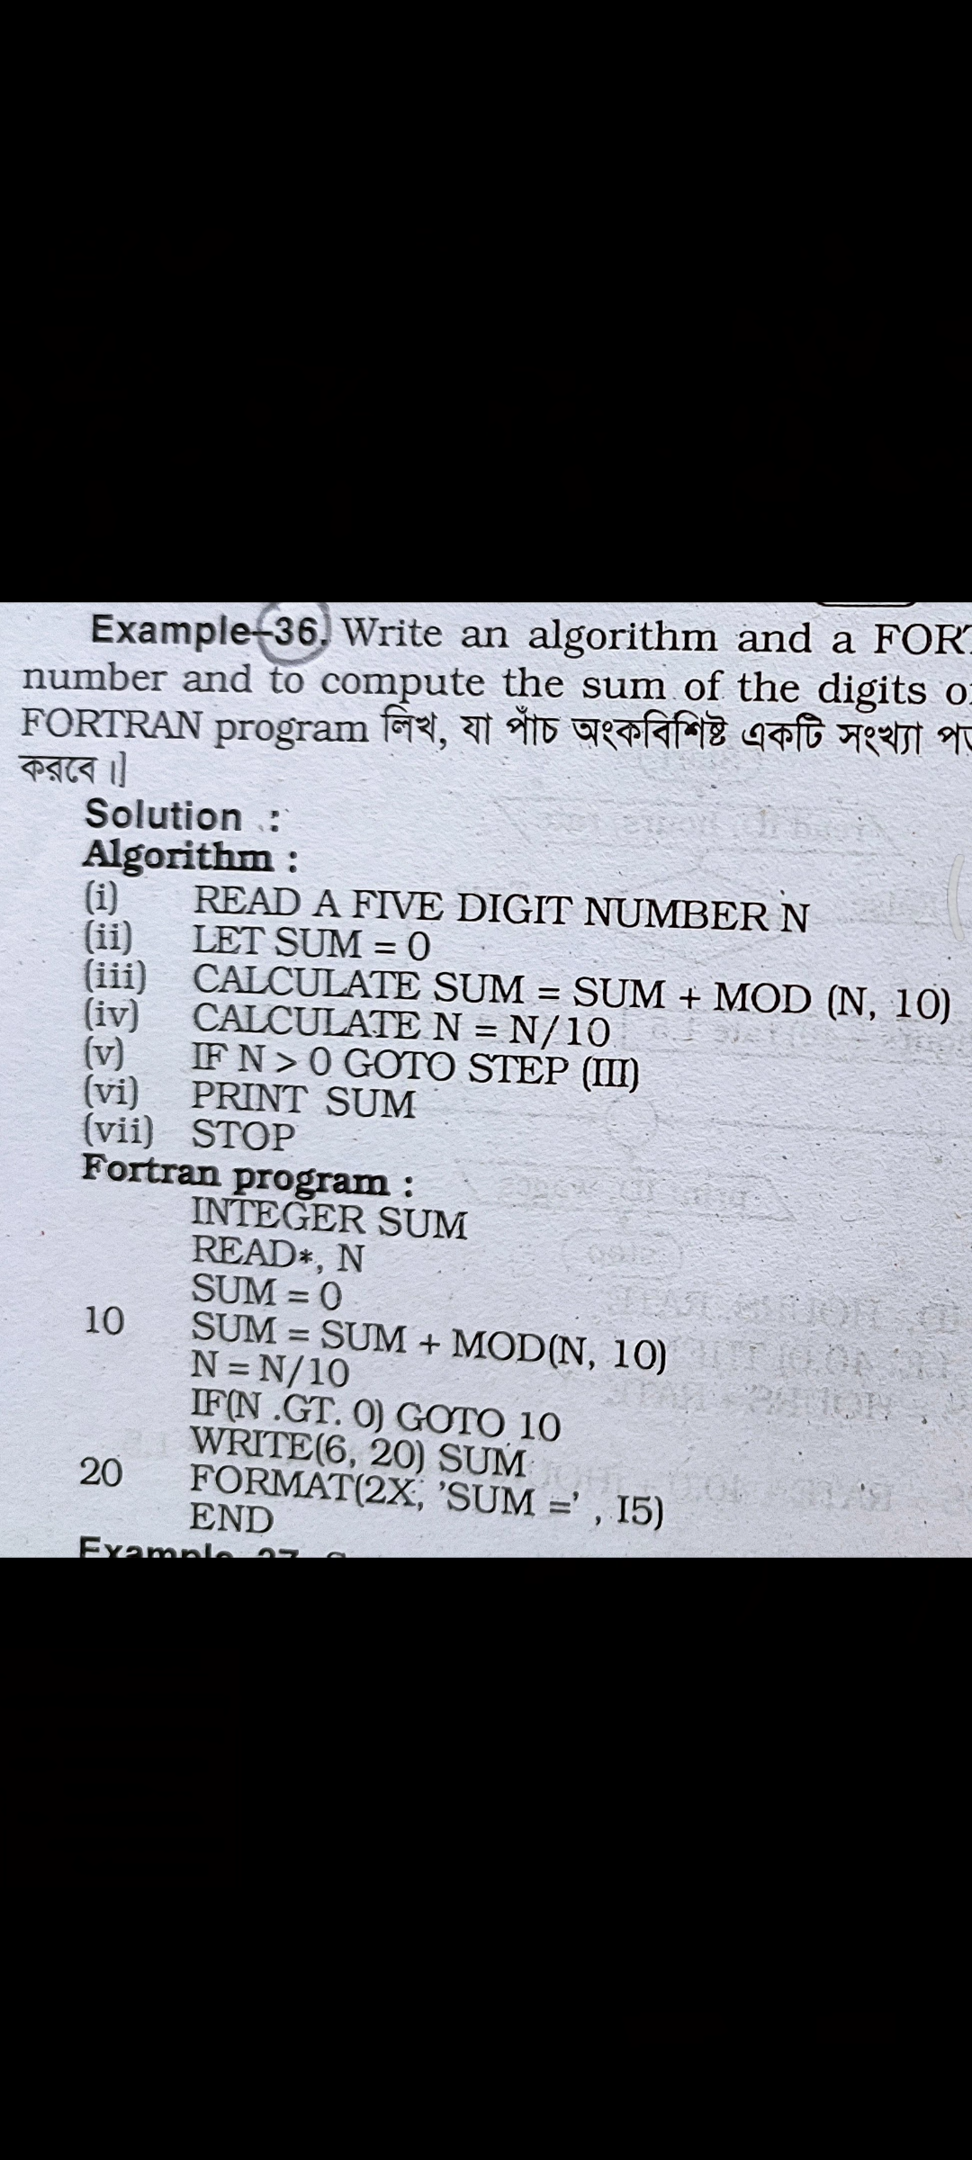 Example–36. Write an algorithm and a FOR
number and to compute the sum of the digits
FORTRAN program লিখ, যা পাঁচ অংকবিশিষ্ট একটি সংখ্যা
করবে।]
Solution :
Algorithm :
(i) READ A FIVE DIGIT NUMBER N
(ii) LET SUM = 0
(iii) CALCULATE SUM = SUM + MOD (N, 10)
(iv) CALCULATE N = N/10
(v) IF N > 0 GOTO STEP (III)
(vi) PRINT SUM
(vii) STOP
Fortran program :
INTEGER SUM
READ*, N
SUM = 0
10 SUM = SUM + MOD(N, 10)
N = N/10
IF(N .GT. 0) GOTO 10
WRITE(6, 20) SUM
20 FORMAT(2X, 'SUM =' , I5)
END